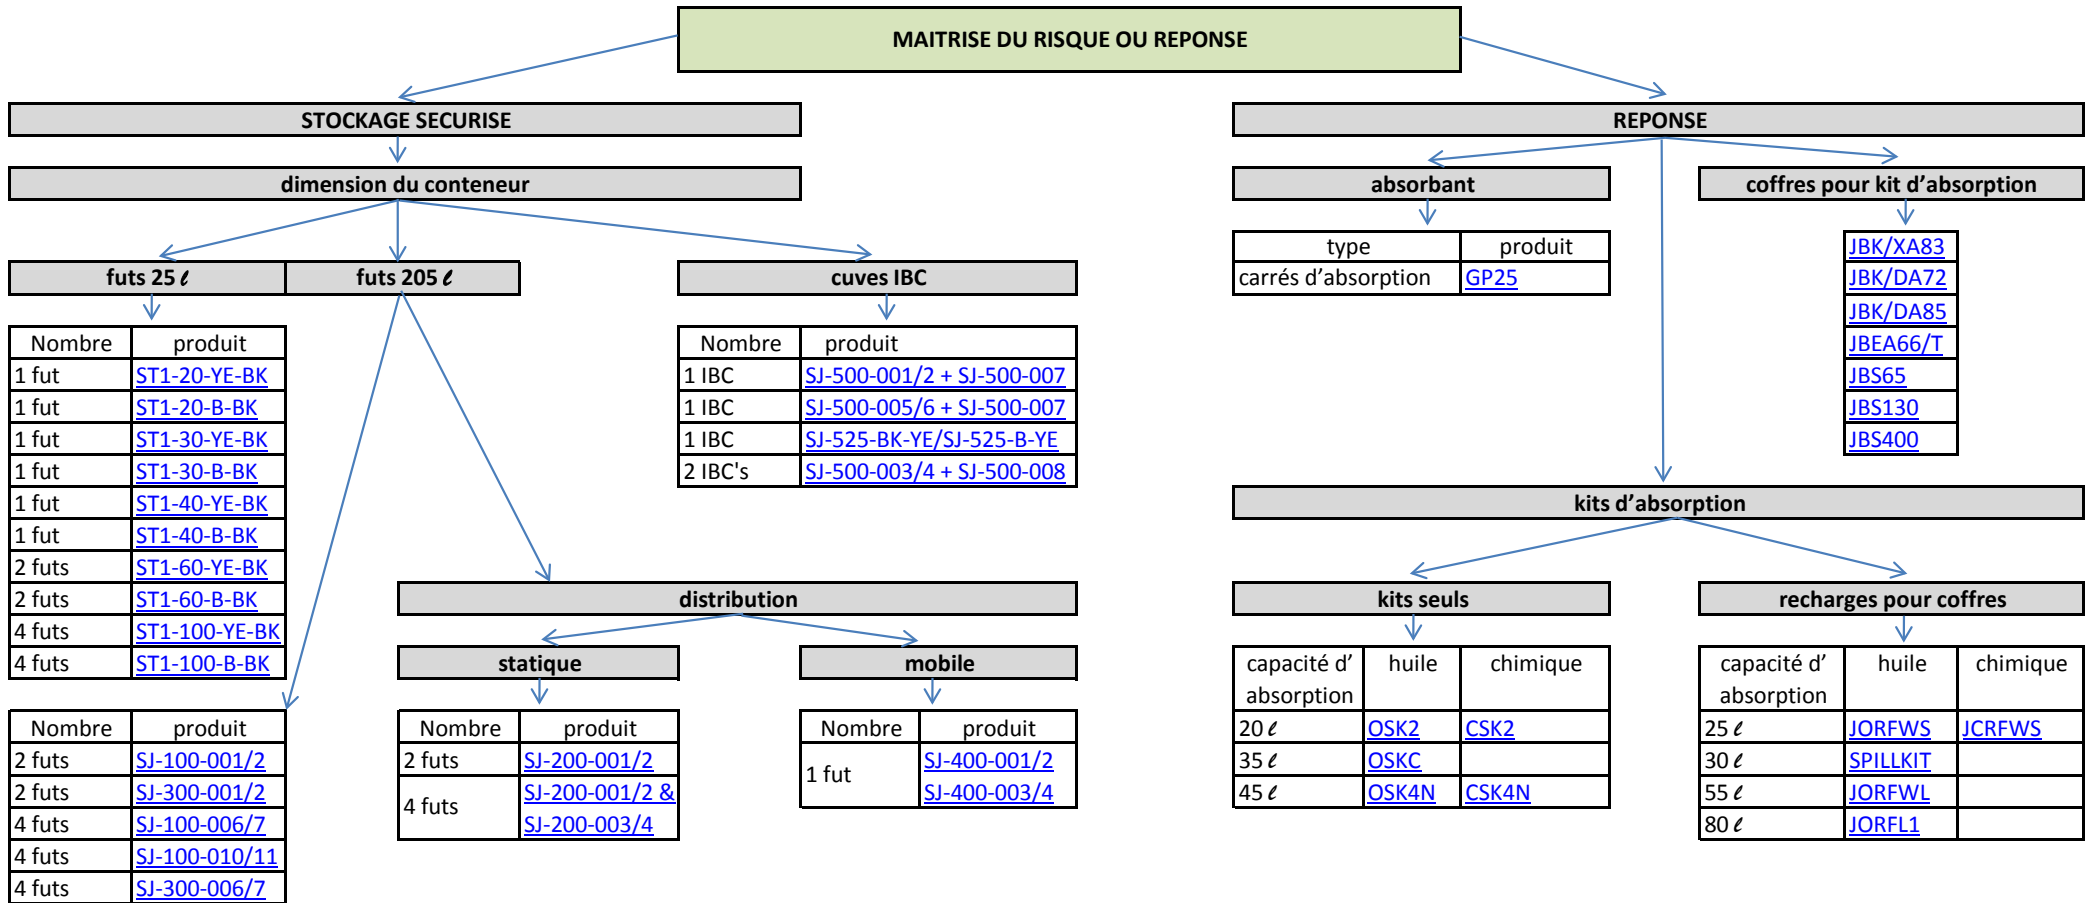 MAITRISE DU RISQUE OU REPONSE
STOCKAGE SECURISE
dimension du conteneur
futs 25 ℓ
futs 205 ℓ
cuves IBC
Nombre produit
1 fut ST1-20-YE-BK
1 fut ST1-20-B-BK
1 fut ST1-30-YE-BK
1 fut ST1-30-B-BK
1 fut ST1-40-YE-BK
1 fut ST1-40-B-BK
2 futs ST1-60-YE-BK
2 futs ST1-60-B-BK
4 futs ST1-100-YE-BK
4 futs ST1-100-B-BK
Nombre produit
2 futs SJ-100-001/2
2 futs SJ-300-001/2
4 futs SJ-100-006/7
4 futs SJ-100-010/11
4 futs SJ-300-006/7
Nombre produit
1 IBC SJ-500-001/2 + SJ-500-007
1 IBC SJ-500-005/6 + SJ-500-007
1 IBC SJ-525-BK-YE/SJ-525-B-YE
2 IBC's SJ-500-003/4 + SJ-500-008
distribution
statique
Nombre produit
2 futs SJ-200-001/2
4 futs SJ-200-001/2 &
SJ-200-003/4
mobile
Nombre produit
1 fut SJ-400-001/2
SJ-400-003/4
REPONSE
absorbant
type produit
carrés d’absorption GP25
coffres pour kit d’absorption
JBK/XA83
JBK/DA72
JBK/DA85
JBEA66/T
JBS65
JBS130
JBS400
kits d’absorption
kits seuls
capacité d’ huile chimique
absorption
20 ℓ OSK2 CSK2
35 ℓ OSKC
45 ℓ OSK4N CSK4N
recharges pour coffres
capacité d’ huile chimique
absorption
25 ℓ JORFWS JCRFWS
30 ℓ SPILLKIT
55 ℓ JORFWL
80 ℓ JORFL1